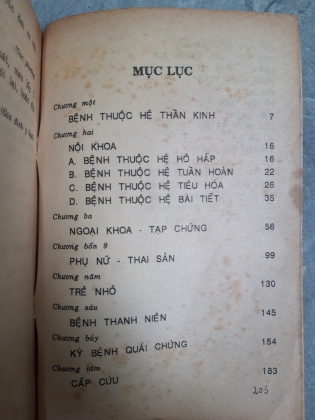 MỤC LỤC
Chương một
BỆNH THUỘC HỆ THẦN KINH 7
Chương hai
NỘI KHOA 16
A. BỆNH THUỘC HỆ HÔ HẤP 16
B. BỆNH THUỘC HỆ TUẦN HOÀN 22
C. BỆNH THUỘC HỆ TIÊU HÓA 26
D. BỆNH THUỘC HỆ BÀI TIẾT 35
Chương ba
NGOẠI KHOA - TẠP CHỨNG 56
Chương bốn 9
PHỤ NỮ - THAI SẢN 99
Chương năm
TRẺ NHỎ 130
Chương sáu
BỆNH THANH NIÊN 145
Chương bảy
KỲ BỆNH QUÁI CHỨNG 154
Chương tám
CẤP CỨU 183
203